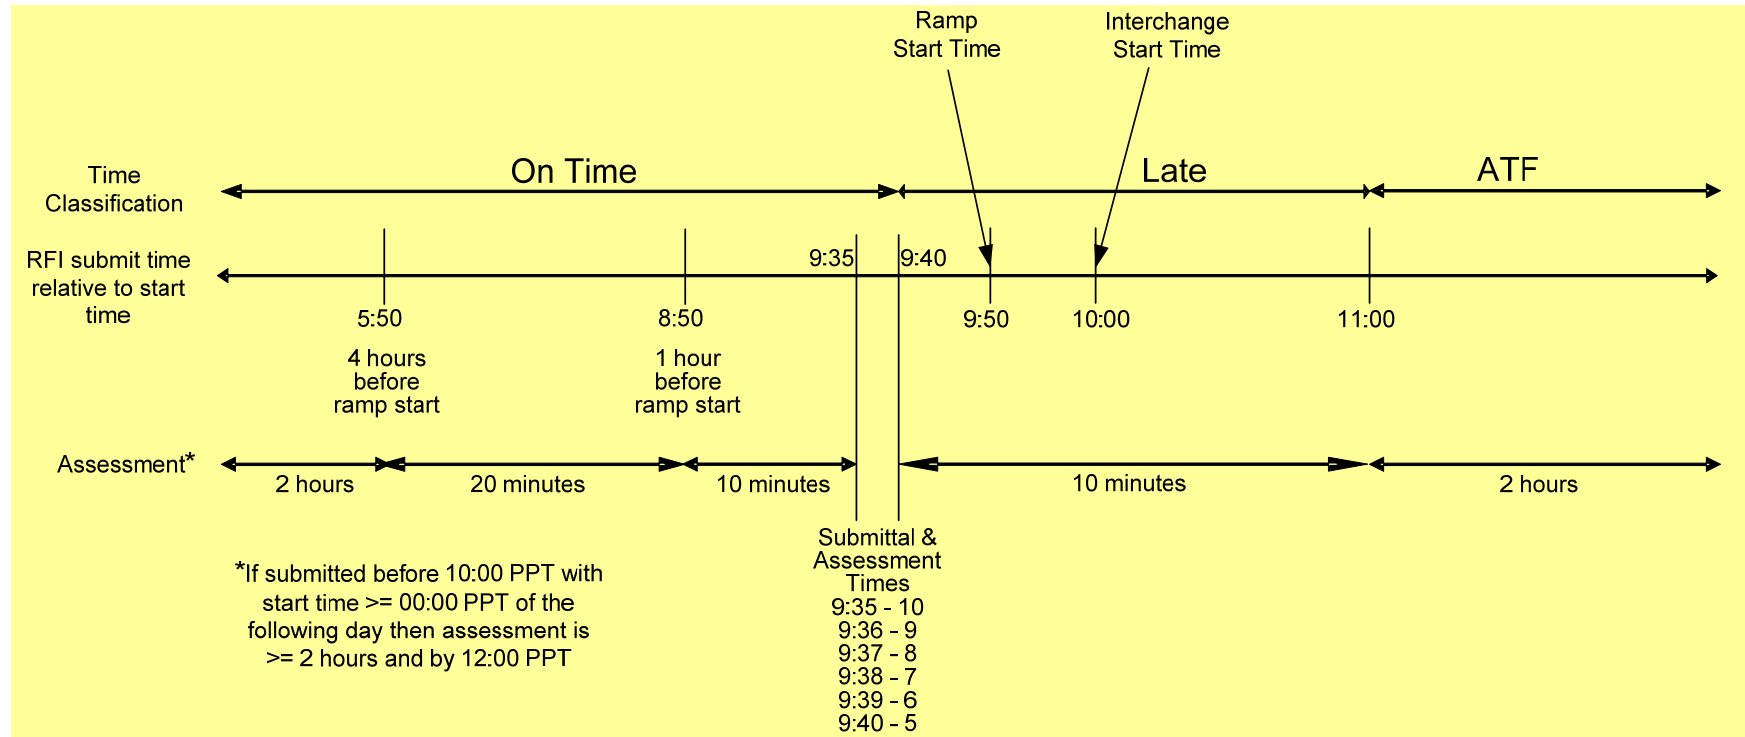 Ramp
Start Time
Interchange
Start Time
Time
Classification
On Time
Late
ATF
RFI submit time
relative to start
time
9:35
9:40
5:50
8:50
9:50
10:00
11:00
4 hours
before
ramp start
1 hour
before
ramp start
Assessment*
2 hours
20 minutes
10 minutes
10 minutes
2 hours
Submittal &
Assessment
Times
9:35 - 10
9:36 - 9
9:37 - 8
9:38 - 7
9:39 - 6
9:40 - 5
*If submitted before 10:00 PPT with
start time >= 00:00 PPT of the
following day then assessment is
>= 2 hours and by 12:00 PPT